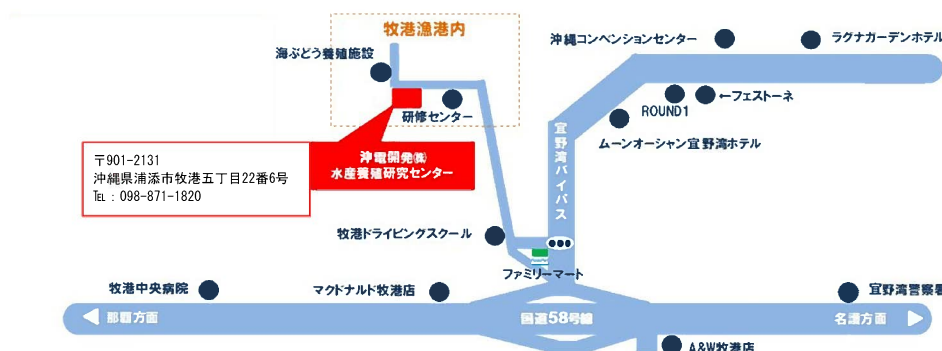 牧港漁港内
海ぶどう養殖施設
研修センター
沖縄コンベンションセンター
ラグナガーデンホテル
←フェストーネ
ROUND1
ムーンオーシャン宜野湾ホテル
宜野湾バイパス
沖電開発㈱
水産養殖研究センター
〒901-2131
沖縄県浦添市牧港五丁目22番6号
℡：098-871-1820
牧港ドライビングスクール
ファミリーマート
牧港中央病院
マクドナルド牧港店
宜野湾警察署
那覇方面
国道58号線
名護方面
A&W牧港店